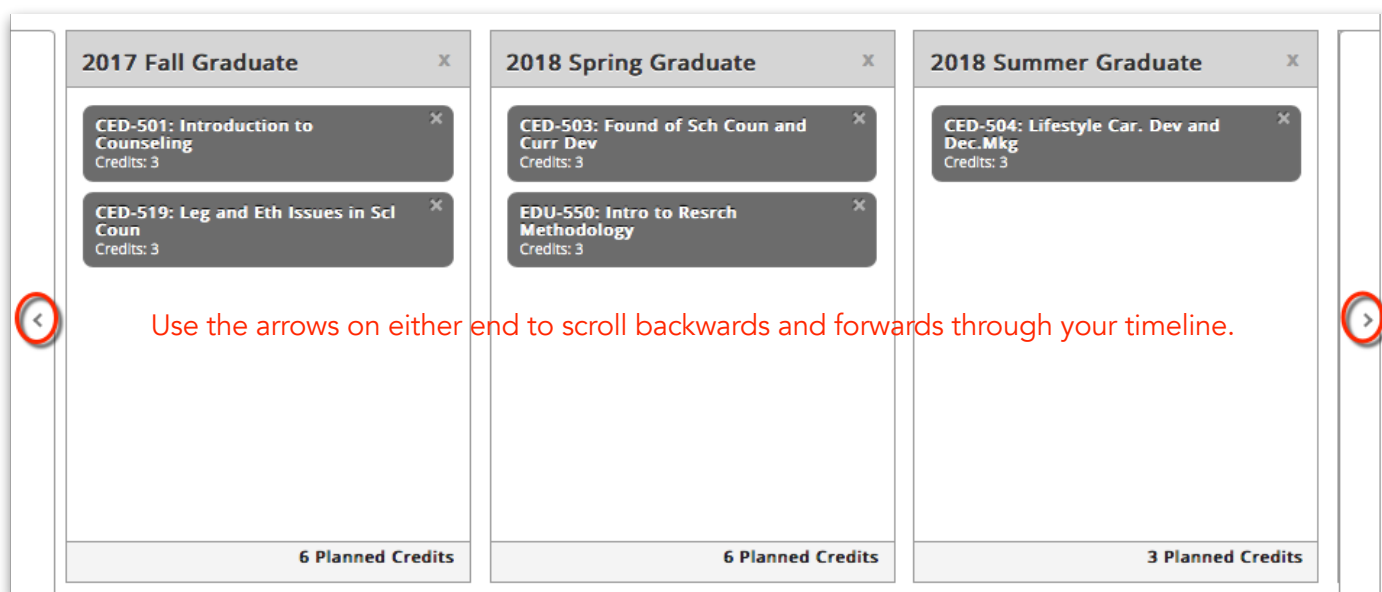 2017 Fall Graduate x
CED-501: Introduction to
Counseling
Credits: 3
x
CED-519: Leg and Eth Issues in Scl
Coun
Credits: 3
x
6 Planned Credits
2018 Spring Graduate x
CED-503: Found of Sch Coun and
Curr Dev
Credits: 3
x
EDU-550: Intro to Resrch
Methodology
Credits: 3
x
6 Planned Credits
2018 Summer Graduate x
CED-504: Lifestyle Car. Dev and
Dec.Mkg
Credits: 3
x
3 Planned Credits
< Use the arrows on either end to scroll backwards and forwards through your timeline. >